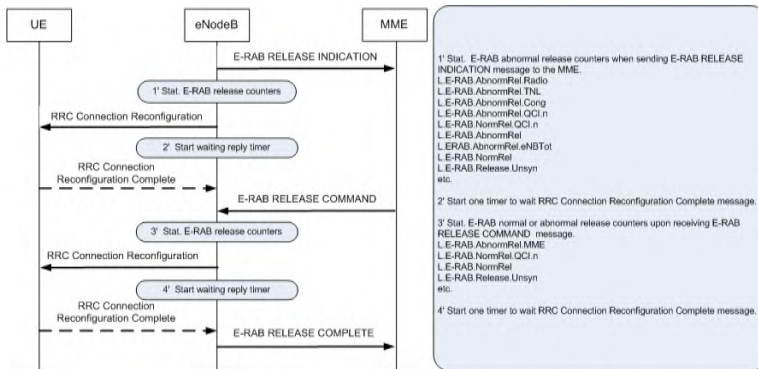 UE
eNodeB
MME
E-RAB RELEASE INDICATION
1' Stat. E-RAB release counters
RRC Connection Reconfiguration
2' Start waiting reply timer
RRC Connection
Reconfiguration Complete
E-RAB RELEASE COMMAND
3' Stat. E-RAB release counters
RRC Connection Reconfiguration
4' Start waiting reply timer
RRC Connection
Reconfiguration Complete
E-RAB RELEASE COMPLETE
1' Stat. E-RAB abnormal release counters when sending E-RAB RELEASE
INDICATION message to the MME.
L.E-RAB.AbnormRel.Radio
L.E-RAB.AbnormRel.TNL
L.E-RAB.AbnormRel.Cong
L.E-RAB.AbnormRel.QCI.n
L.E-RAB.NormRel.QCI.n
L.E-RAB.AbnormRel
L.ERAB.AbnormRel.eNBTot
L.E-RAB.NormRel
L.E-RAB.Release.Unsyn
etc.
2' Start one timer to wait RRC Connection Reconfiguration Complete message.
3' Stat. E-RAB normal or abnormal release counters upon receiving E-RAB
RELEASE COMMAND message.
L.E-RAB.AbnormRel.MME
L.E-RAB.NormRel.QCI.n
L.E-RAB.NormRel
L.E-RAB.Release.Unsyn
etc.
4' Start one timer to wait RRC Connection Reconfiguration Complete message.